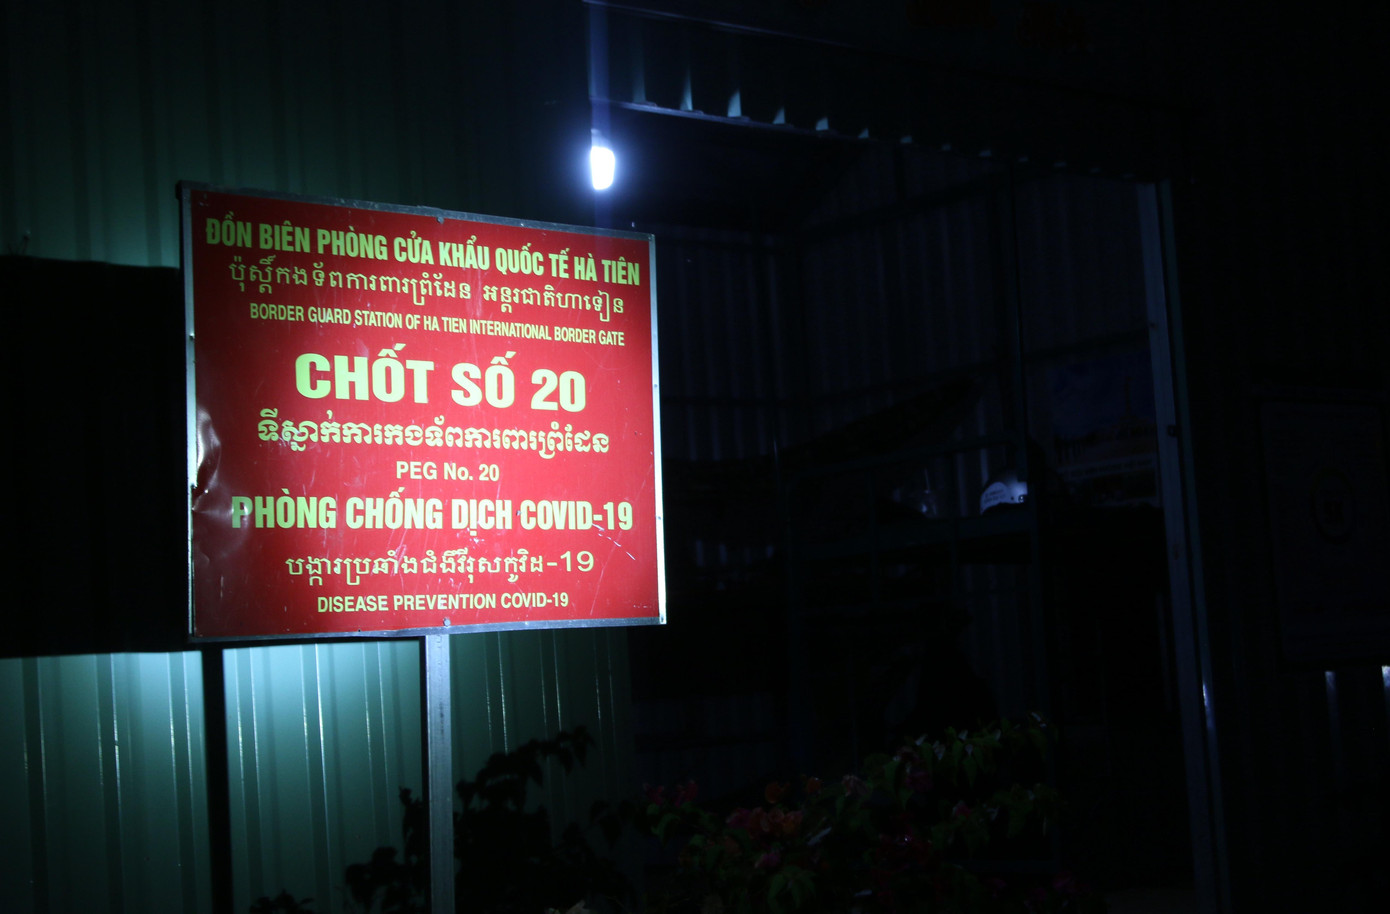 ĐỒN BIÊN PHÒNG CỬA KHẨU QUỐC TẾ HÀ TIÊN
ប៉ុស្តិ៍កងទ័ពការពារព្រំដែន អន្តរជាតិហាទៀន
BORDER GUARD STATION OF HA TIEN INTERNATIONAL BORDER GATE
CHỐT SỐ 20
ទីស្នាក់ការកងទ័ពការពារព្រំដែន
PEG No. 20
PHÒNG CHỐNG DỊCH COVID-19
បង្ការប្រឆាំងជំងឺវីរុសកូវិដ-19
DISEASE PREVENTION COVID-19